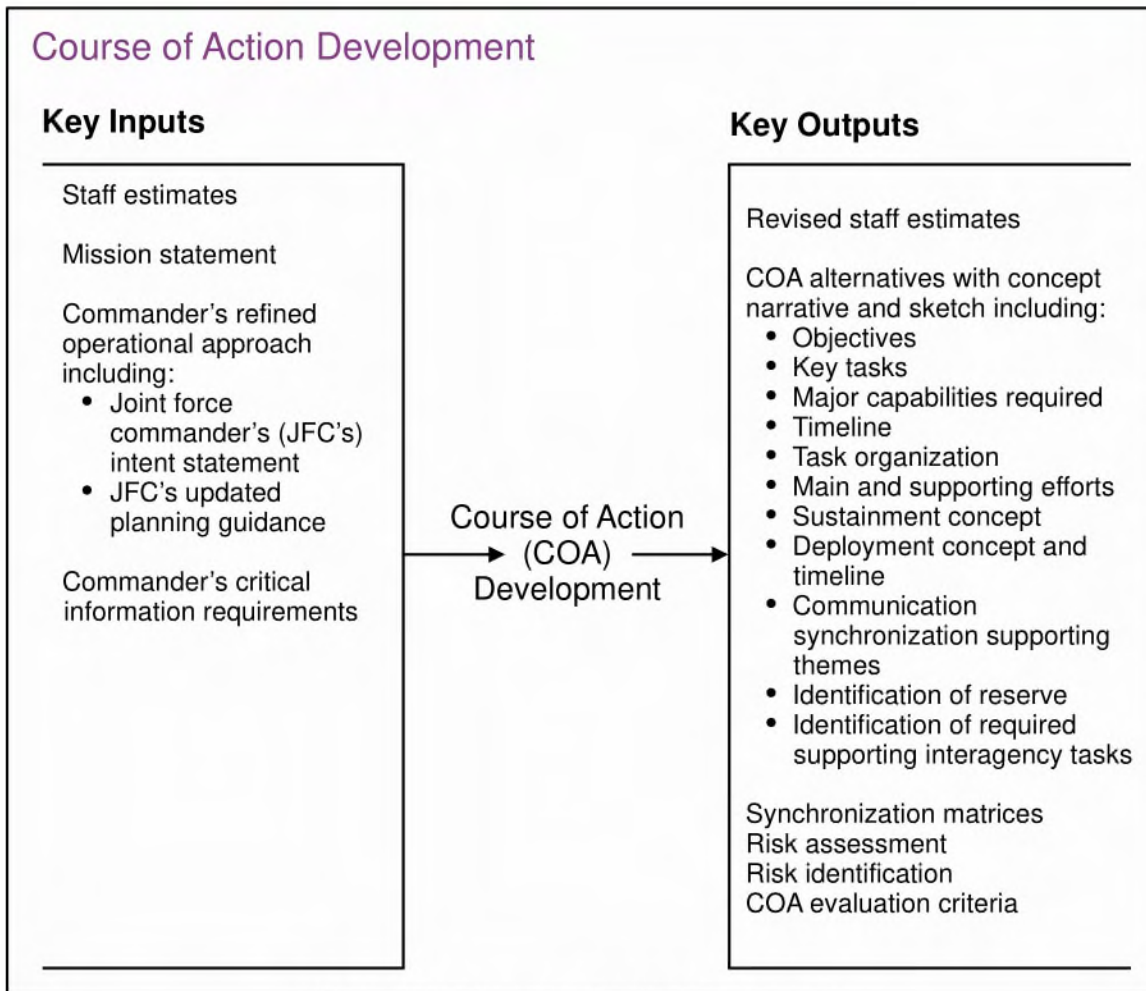 Course of Action Development
Key Inputs
Staff estimates
Mission statement
Commander's refined
operational approach
including:
• Joint force
commander's (JFC's)
intent statement
• JFC's updated
planning guidance
Commander's critical
information requirements
Course of Action
(COA)
Development
Key Outputs
Revised staff estimates
COA alternatives with concept
narrative and sketch including:
• Objectives
• Key tasks
• Major capabilities required
• Timeline
• Task organization
• Main and supporting efforts
• Sustainment concept
• Deployment concept and
timeline
• Communication
synchronization supporting
themes
• Identification of reserve
• Identification of required
supporting interagency tasks
Synchronization matrices
Risk assessment
Risk identification
COA evaluation criteria